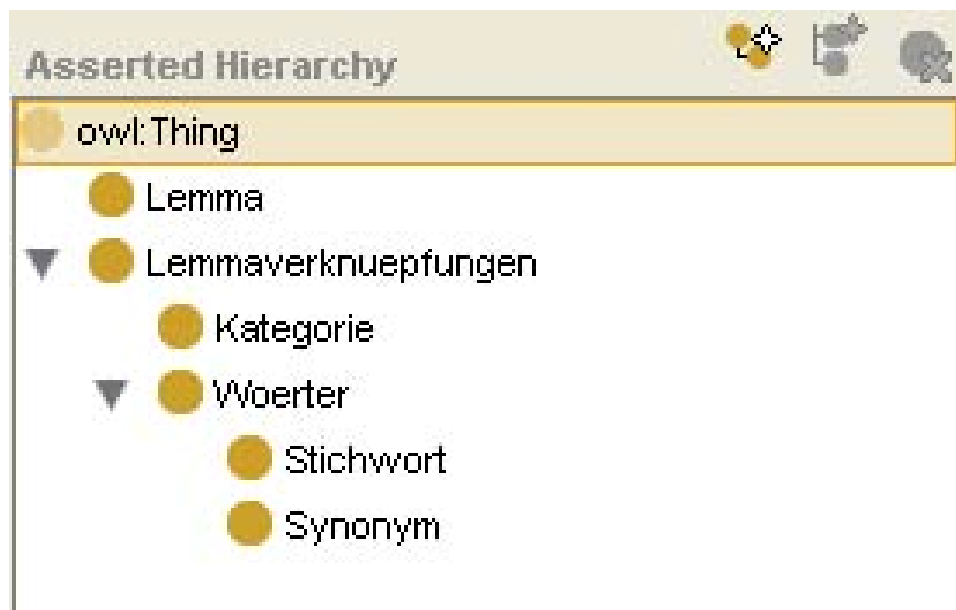 Asserted Hierarchy
owl:Thing
Lemma
Lemmaverknuepfungen
Kategorie
Woerter
Stichwort
Synonym